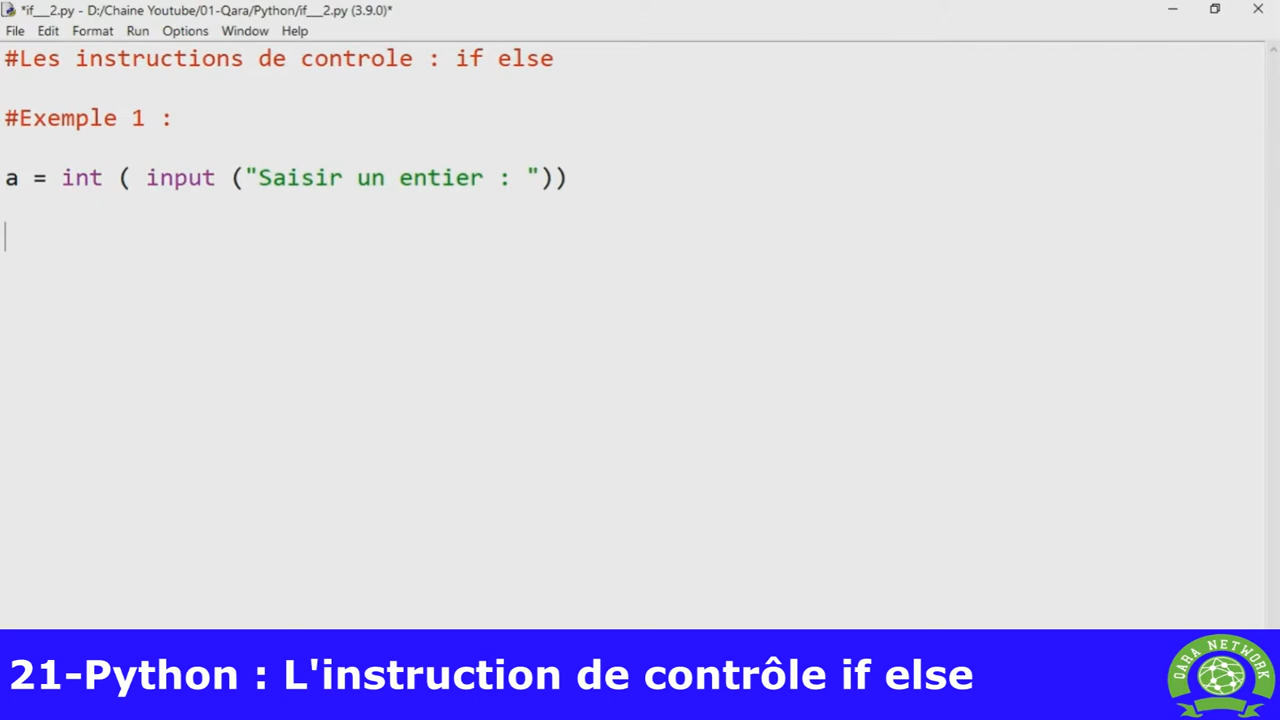 *if___2.py - D:/Chaine Youtube/01-Qara/Python/if___2.py (3.9.0)*
File Edit Format Run Options Window Help
#Les instructions de controle : if else
#Exemple 1 :
a = int ( input ("Saisir un entier : "))
21-Python : L'instruction de contrôle if else
QARA NETWORK